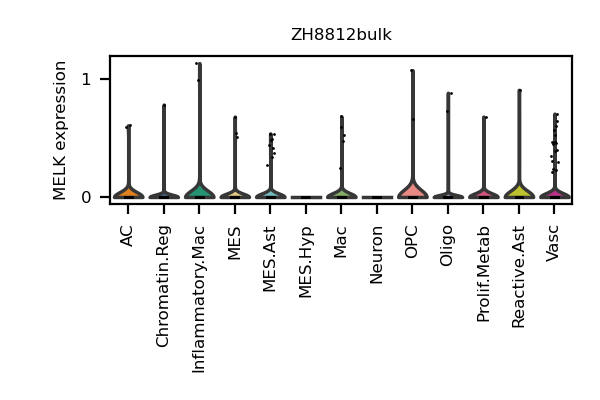 ZH8812bulk
MELK expression
1
0
AC
Chromatin.Reg
Inflammatory.Mac
MES
MES.Ast
MES.Hyp
Mac
Neuron
OPC
Oligo
Prolif.Metab
Reactive.Ast
Vasc